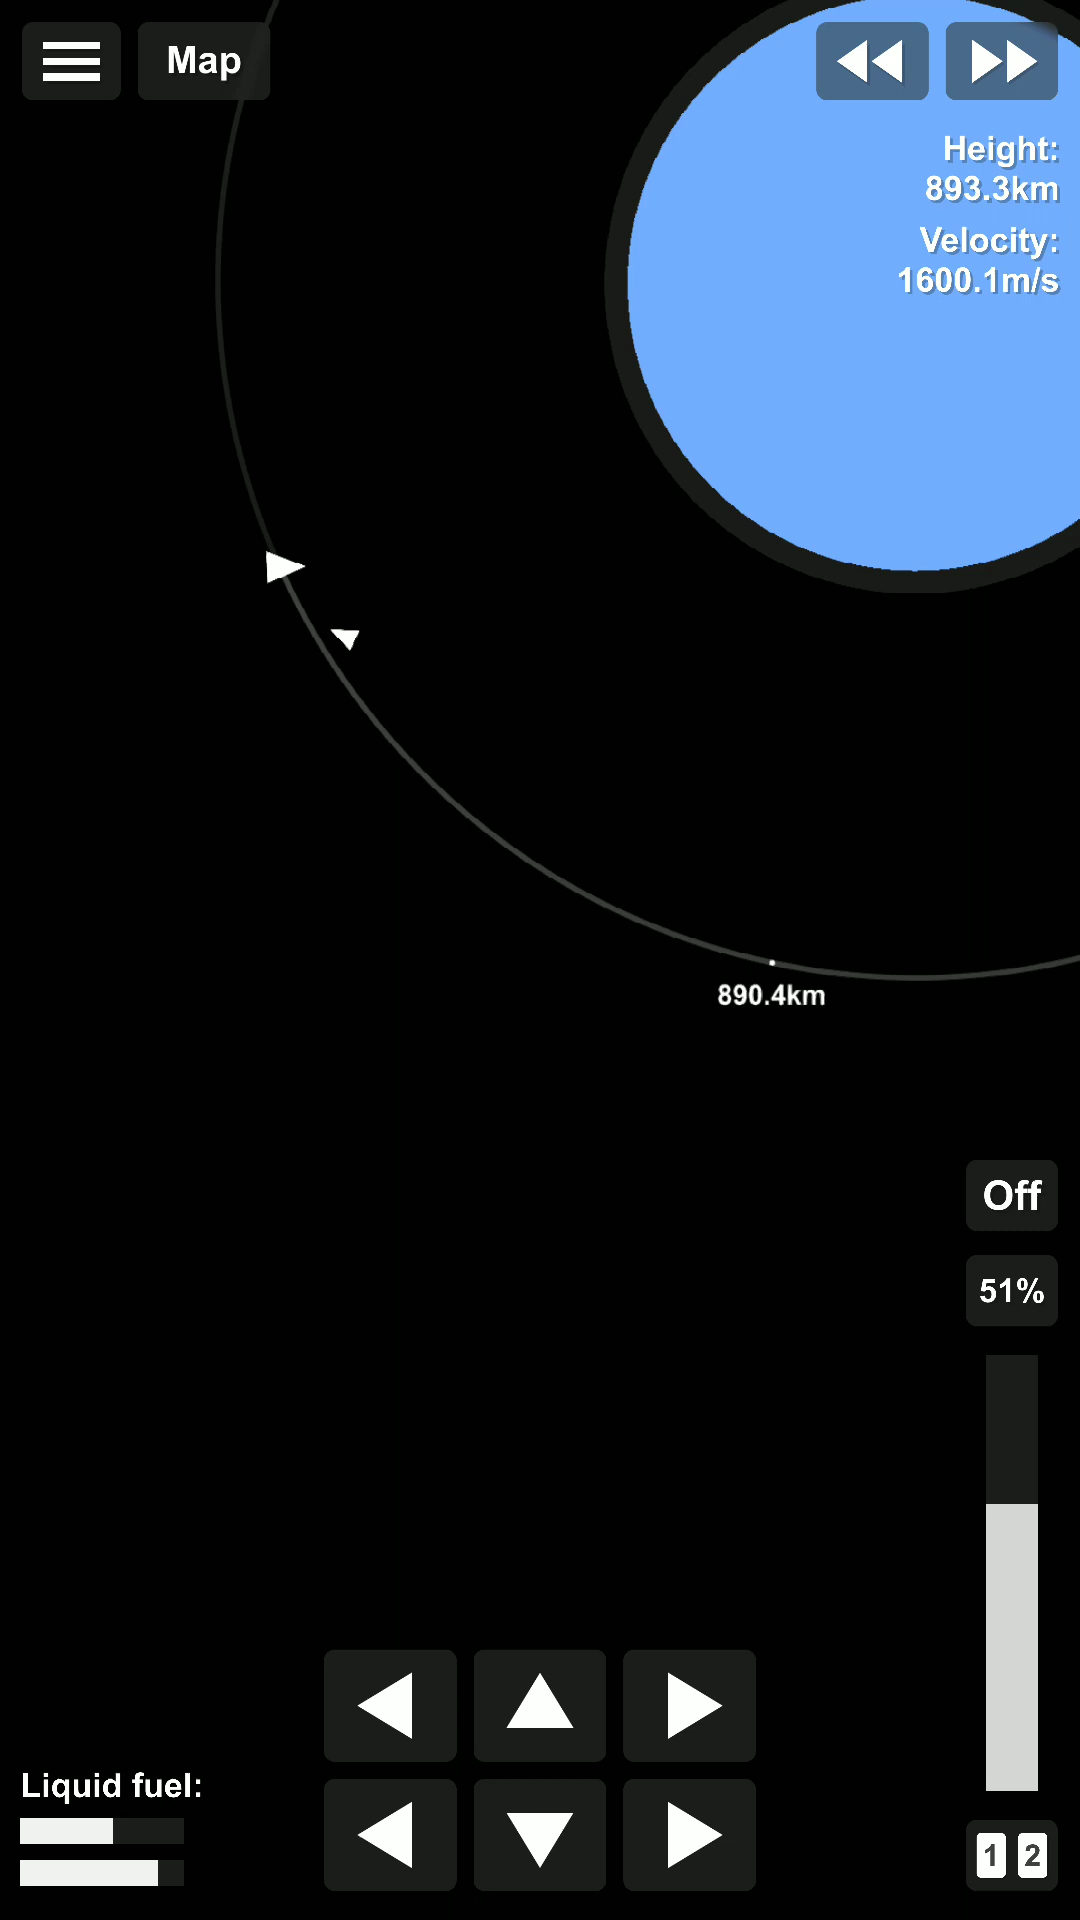 Map
Height:
893.3km
Velocity:
1600.1m/s
890.4km
Off
51%
Liquid fuel:
1 2